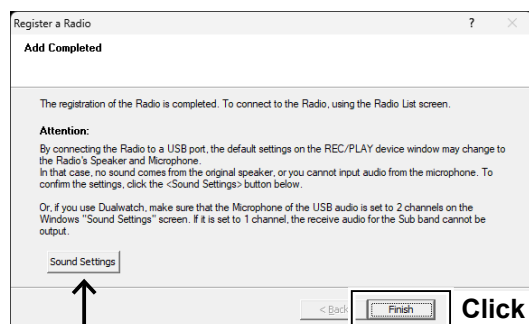 Register a Radio
?
Add Completed
The registration of the Radio is completed. To connect to the Radio, using the Radio List screen.
Attention:
By connecting the Radio to a USB port, the default settings on the REC/PLAY device window may change to
the Radio's Speaker and Microphone.
In that case, no sound comes from the original speaker, or you cannot input audio from the microphone. To
confirm the settings, click the <Sound Settings> button below.
Or, if you use Dualwatch, make sure that the Microphone of the USB audio is set to 2 channels on the
Windows "Sound Settings" screen. If it is set to 1 channel, the receive audio for the Sub band cannot be
output.
Sound Settings
< Back
Finish
Click